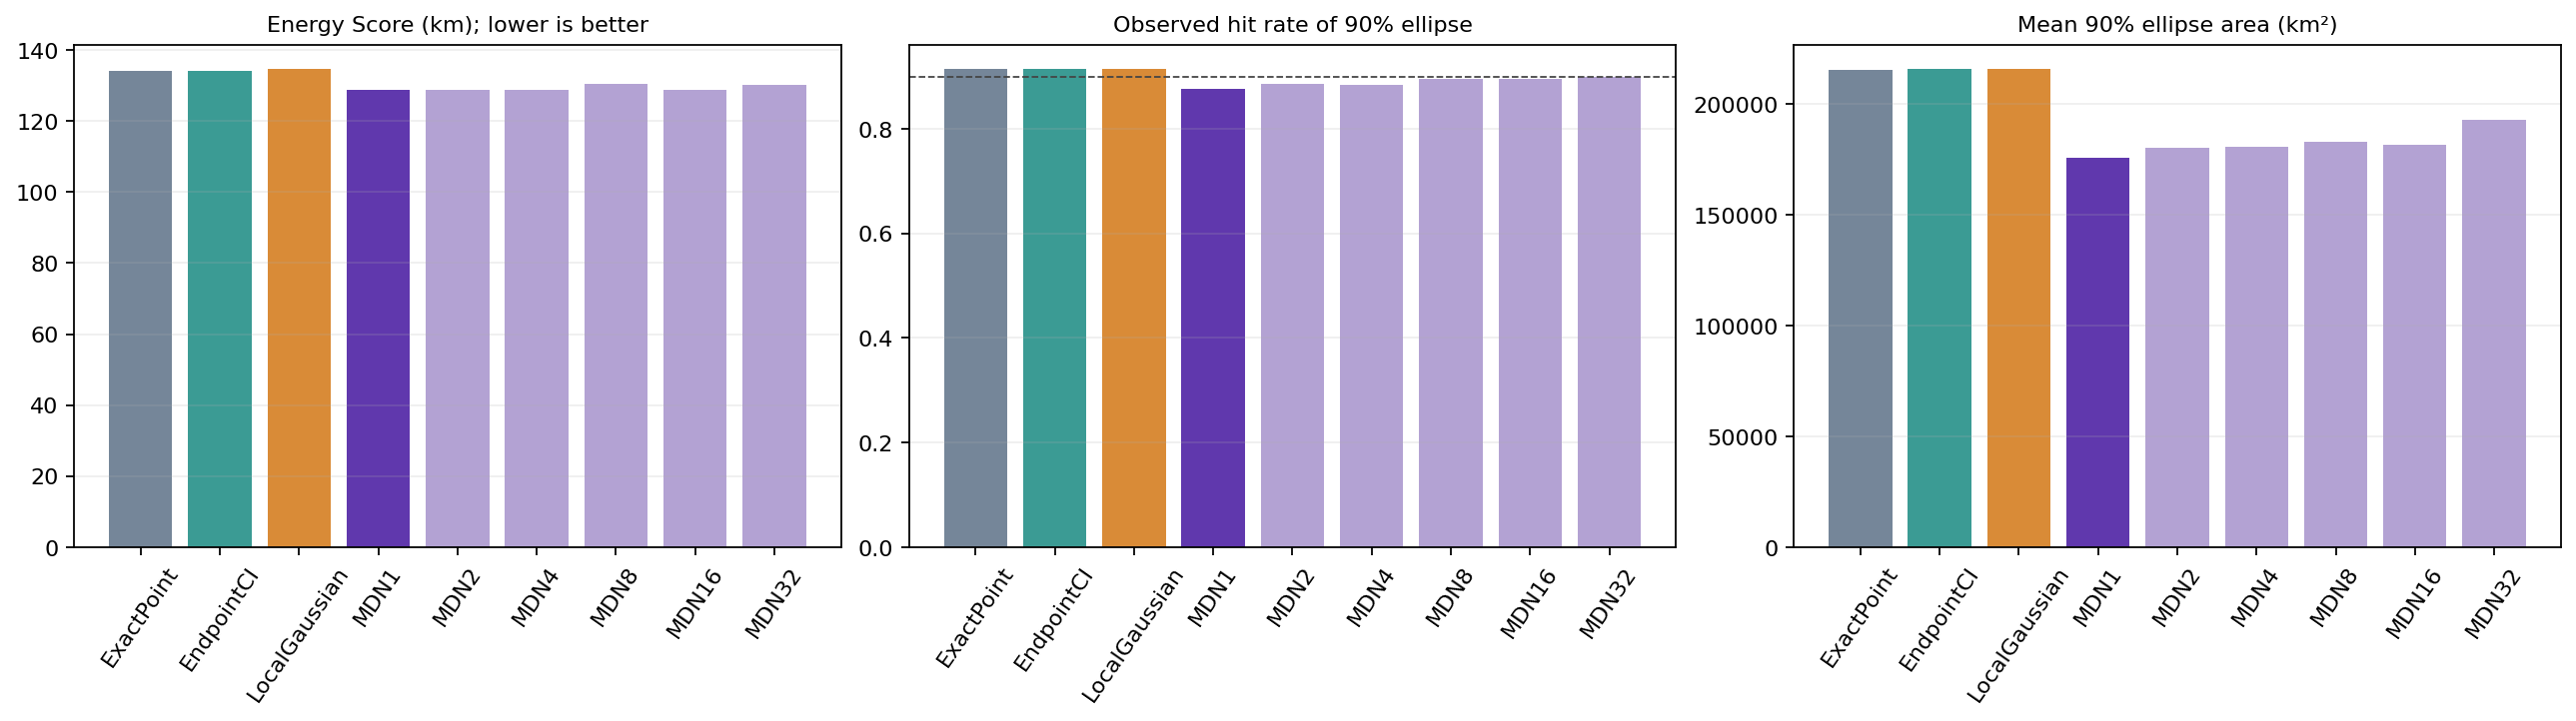 Energy Score (km); lower is better
140
120
100
80
60
40
20
0
ExactPoint
EndpointCI
LocalGaussian
MDN1
MDN2
MDN4
MDN8
MDN16
MDN32
Observed hit rate of 90% ellipse
0.8
0.6
0.4
0.2
0.0
ExactPoint
EndpointCI
LocalGaussian
MDN1
MDN2
MDN4
MDN8
MDN16
MDN32
Mean 90% ellipse area (km²)
200000
150000
100000
50000
0
ExactPoint
EndpointCI
LocalGaussian
MDN1
MDN2
MDN4
MDN8
MDN16
MDN32